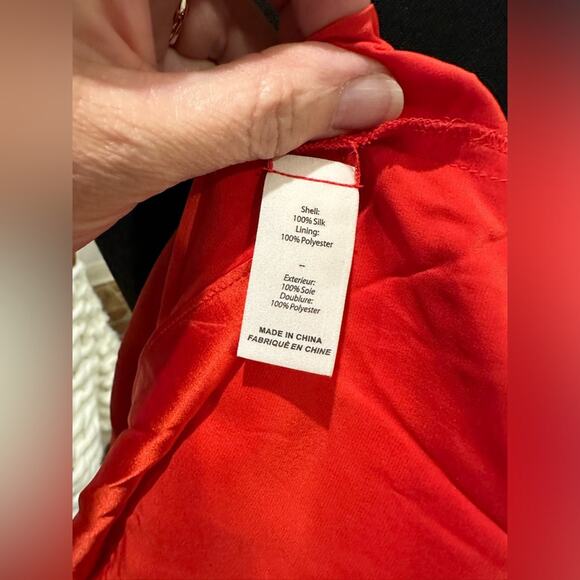 Shell:
100% Silk
Lining:
100% Polyester
–
Exterieur:
100% Soie
Doublure:
100% Polyester
MADE IN CHINA
FABRIQUÉ EN CHINE